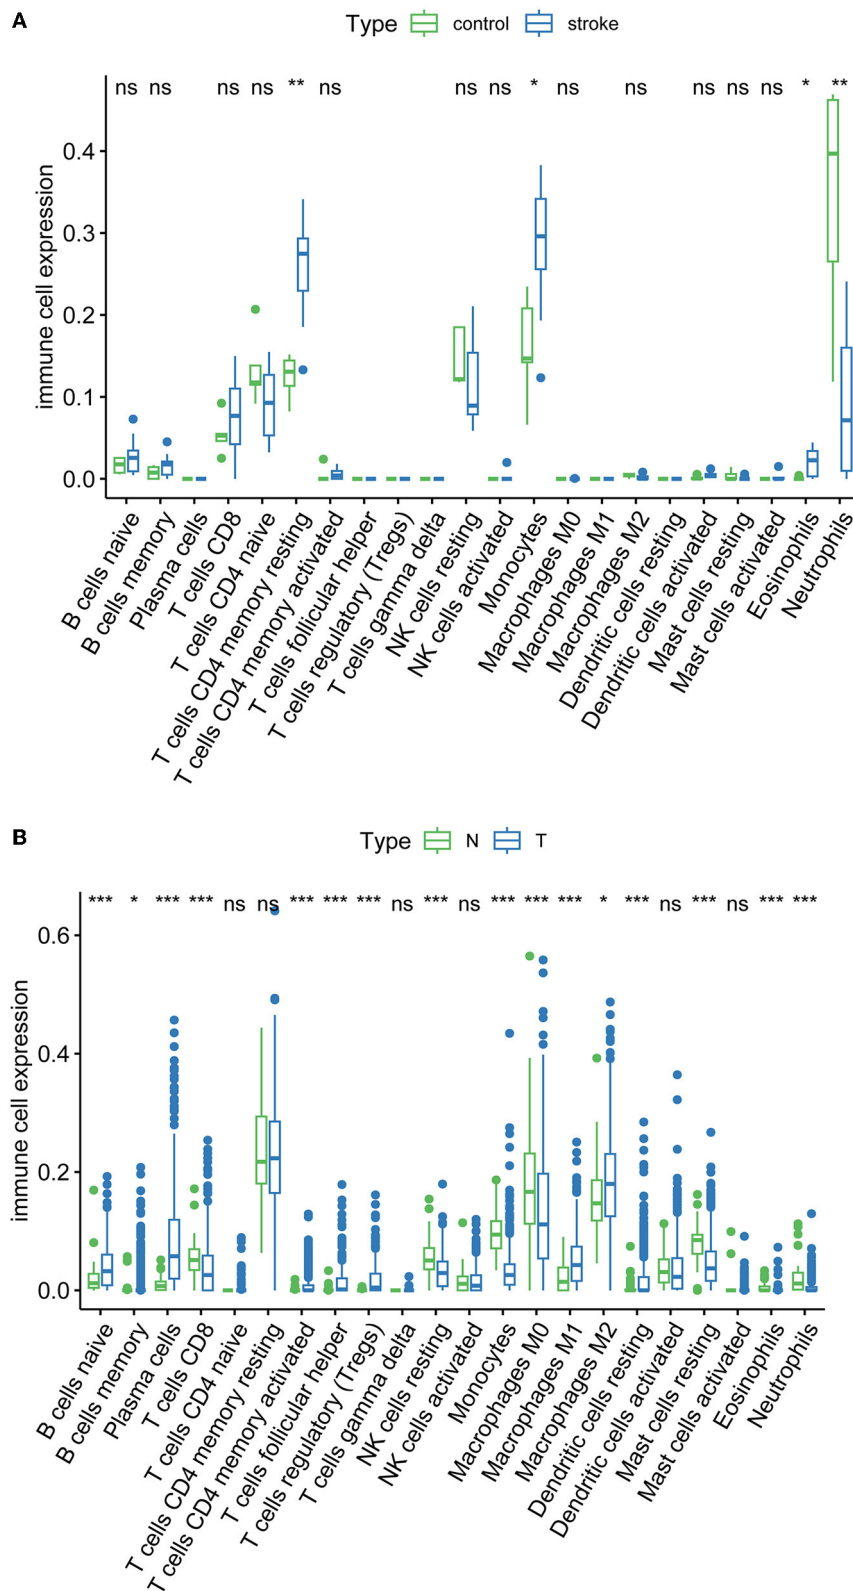 A
Type control stroke
ns ns ns ns ** ns ns ns * ns ns ns ns ns * **
immune cell expression
0.4
0.3
0.2
0.1
0.0
B cells naive
B cells memory
Plasma cells
T cells CD8
T cells CD4 naive
T cells CD4 memory resting
T cells CD4 memory activated
T cells follicular helper
T cells regulatory (Tregs)
T cells gamma delta
NK cells resting
NK cells activated
Monocytes
Macrophages M0
Macrophages M1
Macrophages M2
Dendritic cells resting
Dendritic cells activated
Mast cells resting
Mast cells activated
Eosinophils
Neutrophils
B
Type N T
*** * *** *** ns ns *** *** *** ns *** ns *** *** *** * *** ns *** ns *** ***
immune cell expression
0.6
0.4
0.2
0.0
B cells naive
B cells memory
Plasma cells
T cells CD8
T cells CD4 naive
T cells CD4 memory resting
T cells CD4 memory activated
T cells follicular helper
T cells regulatory (Tregs)
T cells gamma delta
NK cells resting
NK cells activated
Monocytes
Macrophages M0
Macrophages M1
Macrophages M2
Dendritic cells resting
Dendritic cells activated
Mast cells resting
Mast cells activated
Eosinophils
Neutrophils